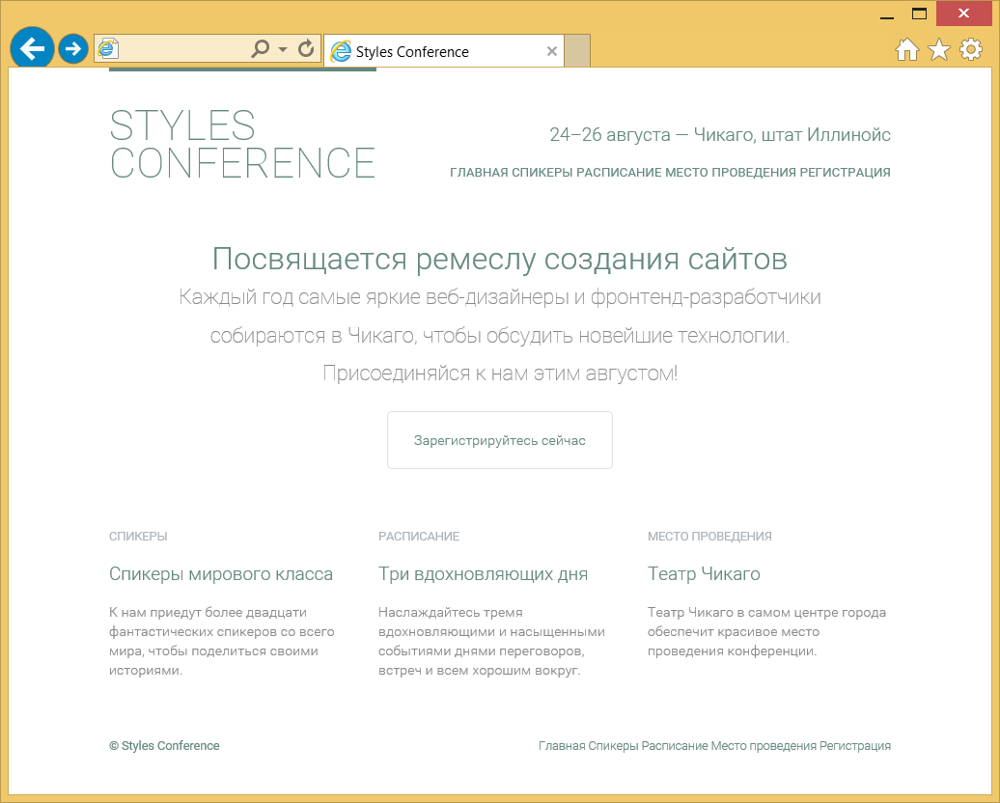 Styles Conference
STYLES
CONFERENCE
24–26 августа — Чикаго, штат Иллинойс
ГЛАВНАЯ СПИКЕРЫ РАСПИСАНИЕ МЕСТО ПРОВЕДЕНИЯ РЕГИСТРАЦИЯ
Посвящается ремеслу создания сайтов
Каждый год самые яркие веб-дизайнеры и фронтенд-разработчики
собираются в Чикаго, чтобы обсудить новейшие технологии.
Присоединяйся к нам этим августом!
Зарегистрируйтесь сейчас
СПИКЕРЫ
Спикеры мирового класса
К нам приедут более двадцати
фантастических спикеров со всего
мира, чтобы поделиться своими
историями.
РАСПИСАНИЕ
Три вдохновляющих дня
Наслаждайтесь тремя
вдохновляющими и насыщенными
событиями днями переговоров,
встреч и всем хорошим вокруг.
МЕСТО ПРОВЕДЕНИЯ
Театр Чикаго
Театр Чикаго в самом центре города
обеспечит красивое место
проведения конференции.
© Styles Conference
Главная Спикеры Расписание Место проведения Регистрация